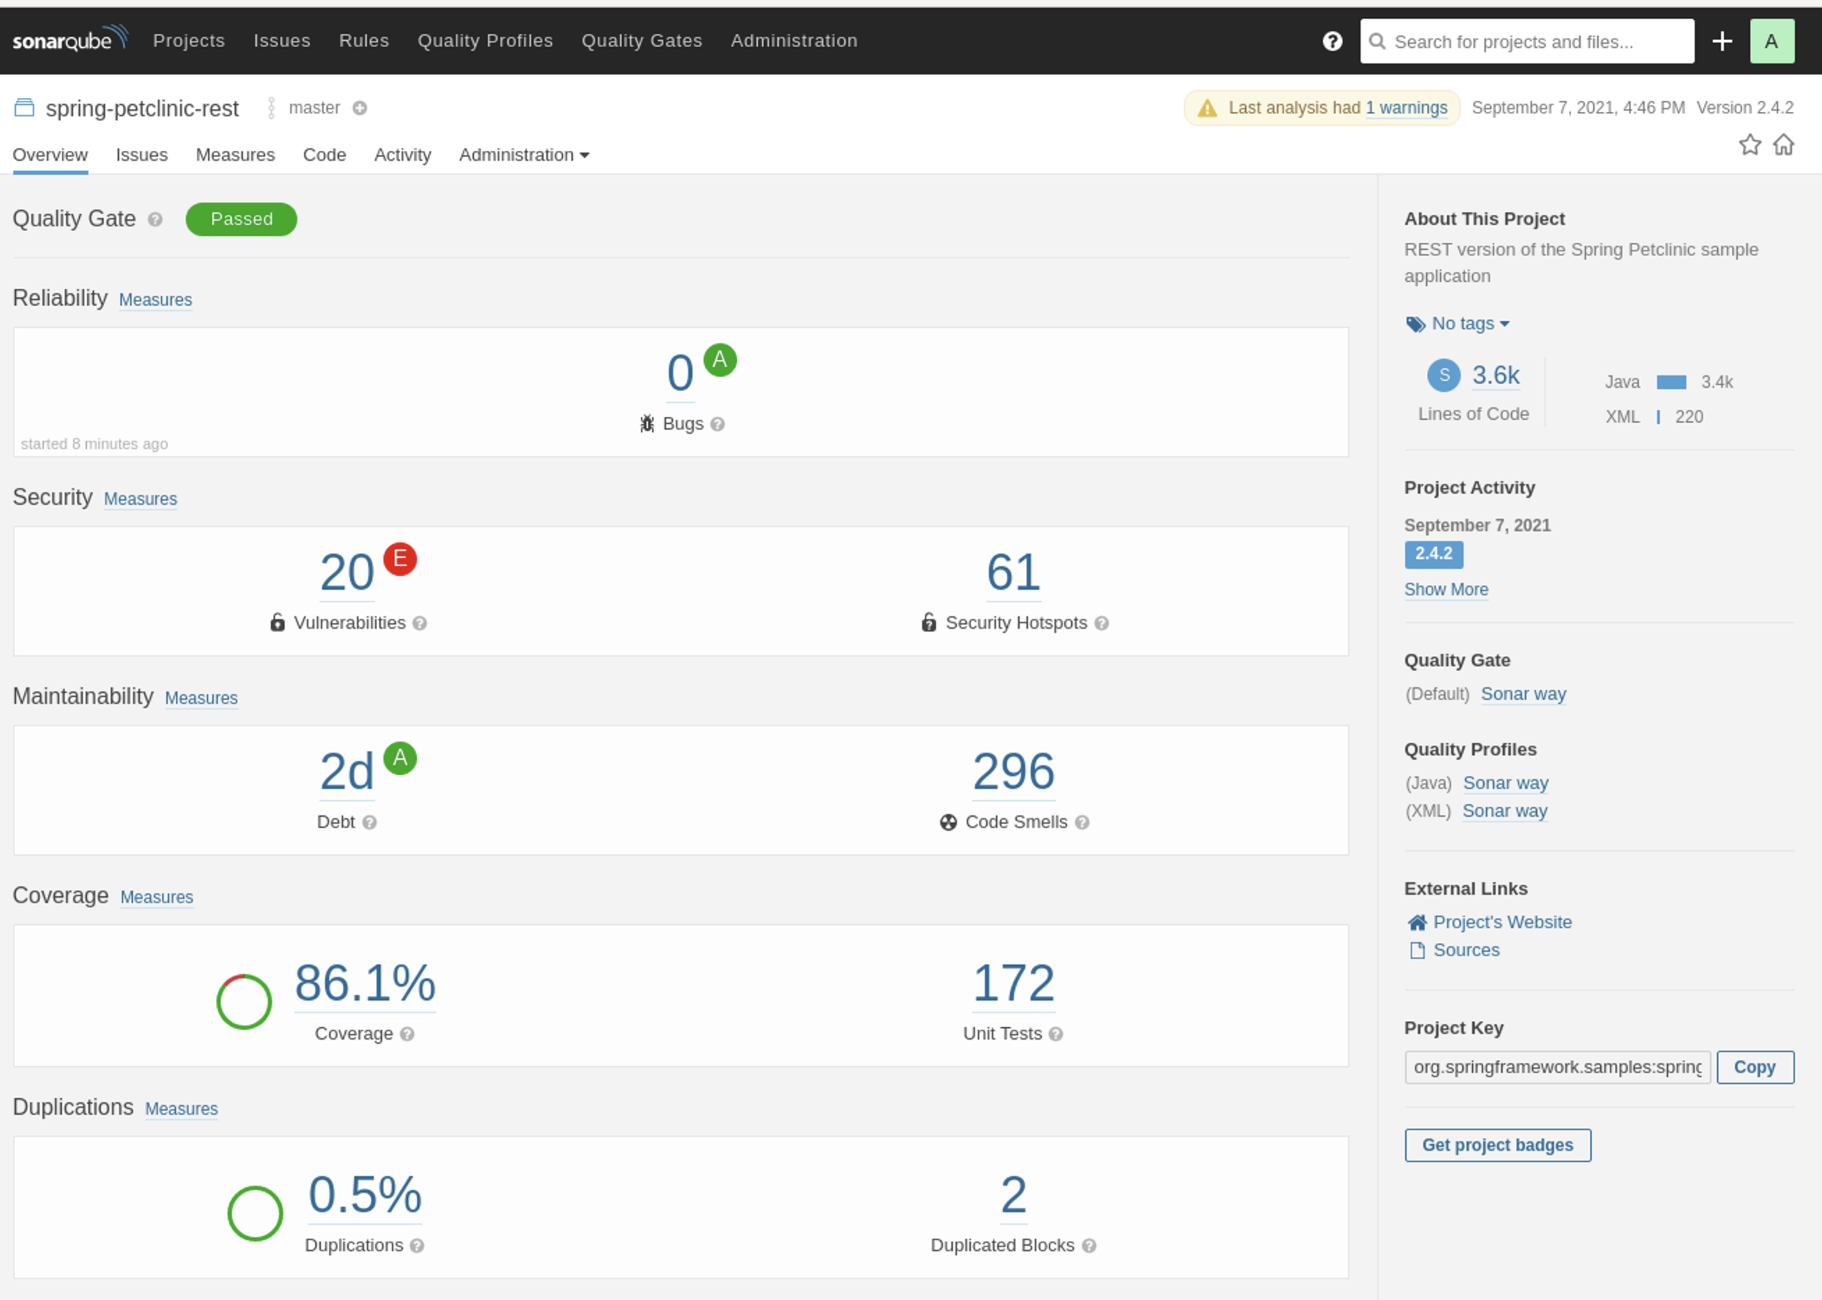 sonarqube Projects Issues Rules Quality Profiles Quality Gates Administration ? Search for projects and files... + A
spring-petclinic-rest master Last analysis had 1 warnings September 7, 2021, 4:46 PM Version 2.4.2
Overview Issues Measures Code Activity Administration
Quality Gate ? Passed
Reliability Measures
0 A
Bugs ?
started 8 minutes ago
Security Measures
20 E
Vulnerabilities ?
61
Security Hotspots ?
Maintainability Measures
2d A
Debt ?
296
Code Smells ?
Coverage Measures
86.1%
Coverage ?
172
Unit Tests ?
Duplications Measures
0.5%
Duplications ?
2
Duplicated Blocks ?
About This Project
REST version of the Spring Petclinic sample
application
No tags
S 3.6k
Lines of Code
Java 3.4k
XML 220
Project Activity
September 7, 2021
2.4.2
Show More
Quality Gate
(Default) Sonar way
Quality Profiles
(Java) Sonar way
(XML) Sonar way
External Links
Project's Website
Sources
Project Key
org.springframework.samples:spring Copy
Get project badges